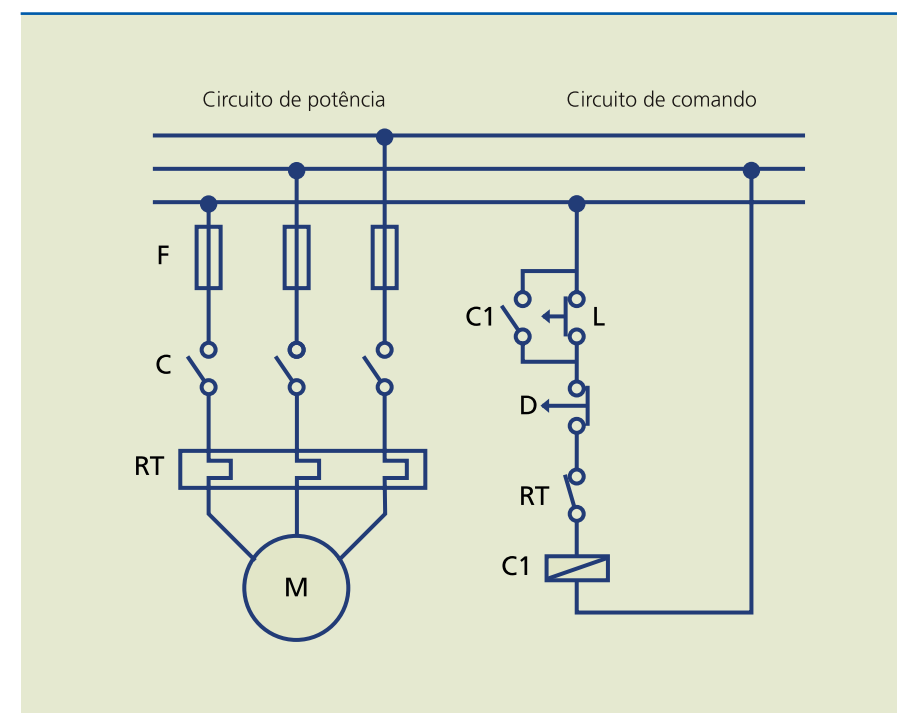 Circuito de potência
Circuito de comando
F
C1
L
C
D
RT
RT
C1
M